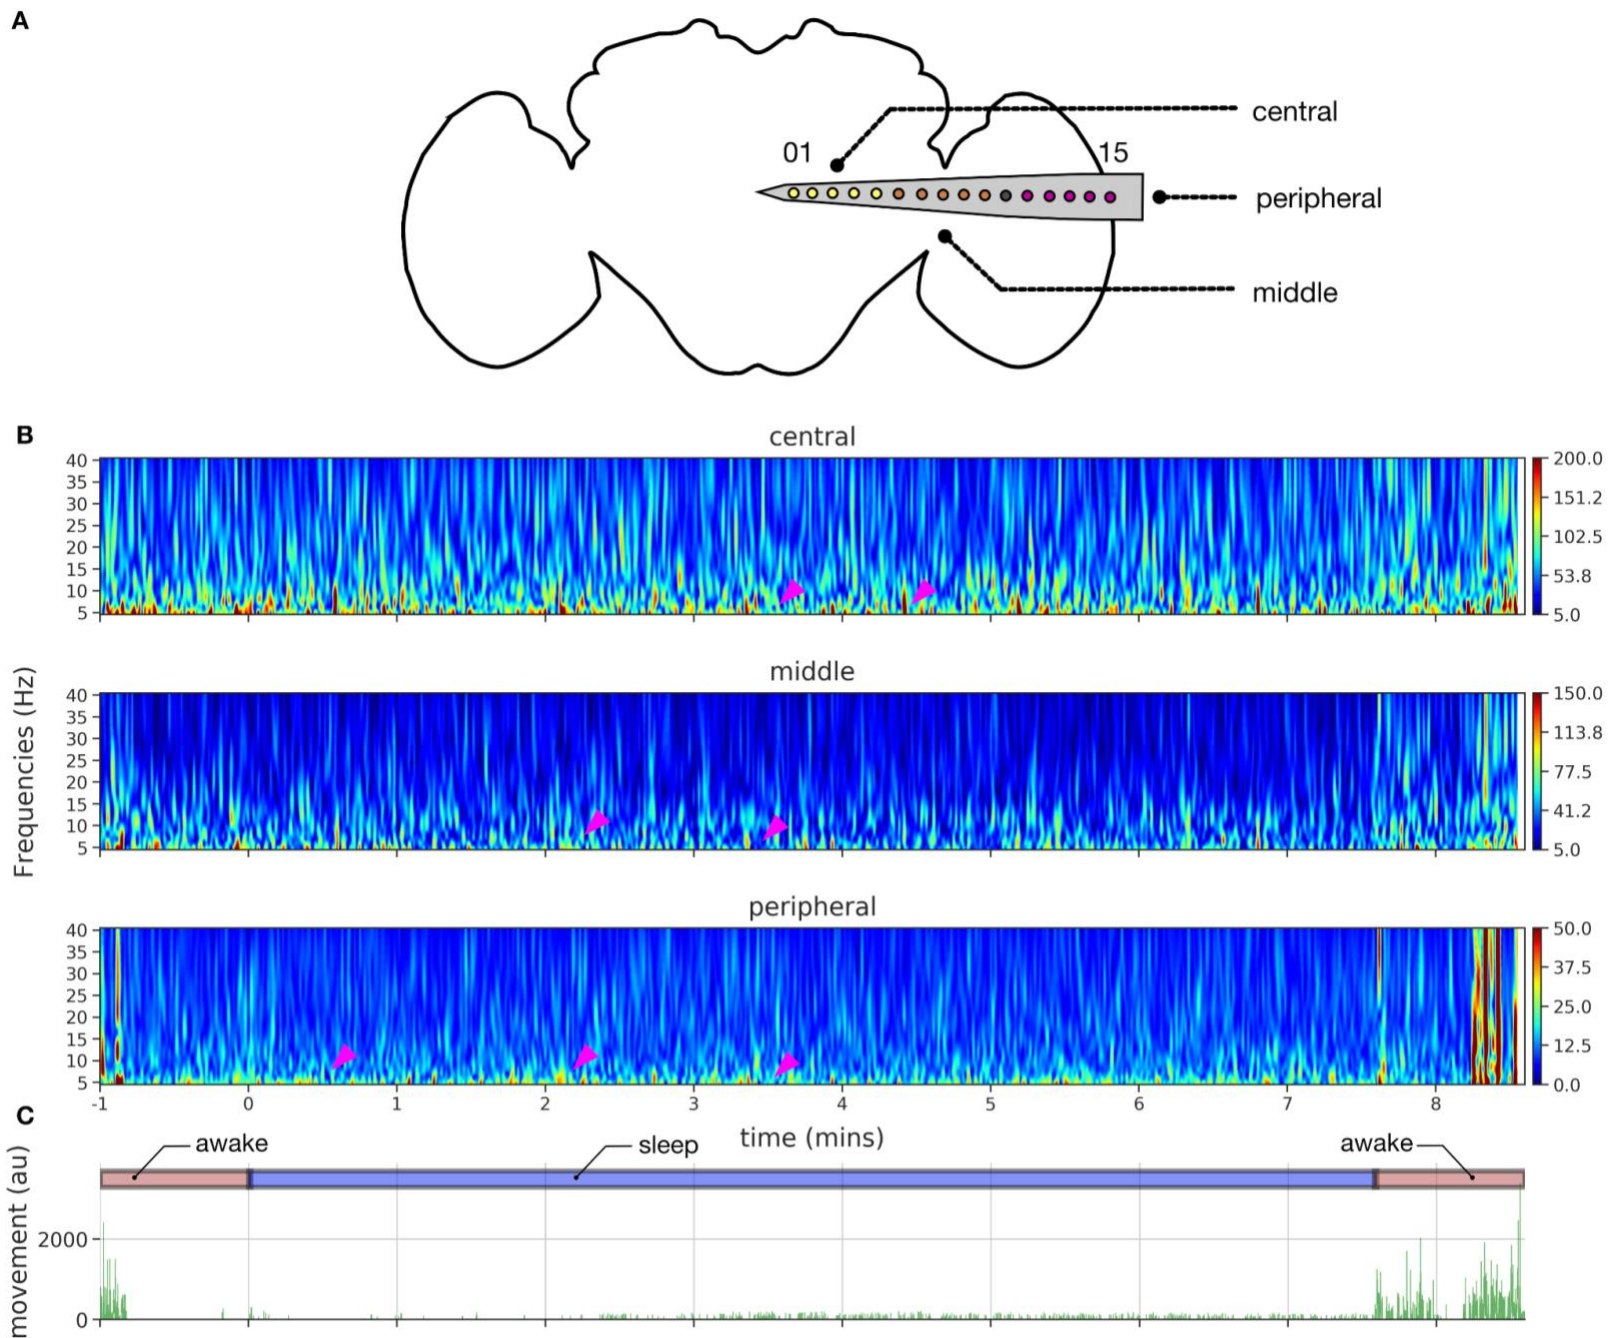 A
central
01
15
peripheral
middle
B
central
40
35
30
25
20
15
10
5
200.0
151.2
102.5
53.8
5.0
Frequencies (Hz)
middle
40
35
30
25
20
15
10
5
150.0
113.8
77.5
41.2
5.0
peripheral
40
35
30
25
20
15
10
5
50.0
37.5
25.0
12.5
0.0
-1 0 1 2 3 4 5 6 7 8
time (mins)
C
awake
sleep
awake
movement (au)
2000
0